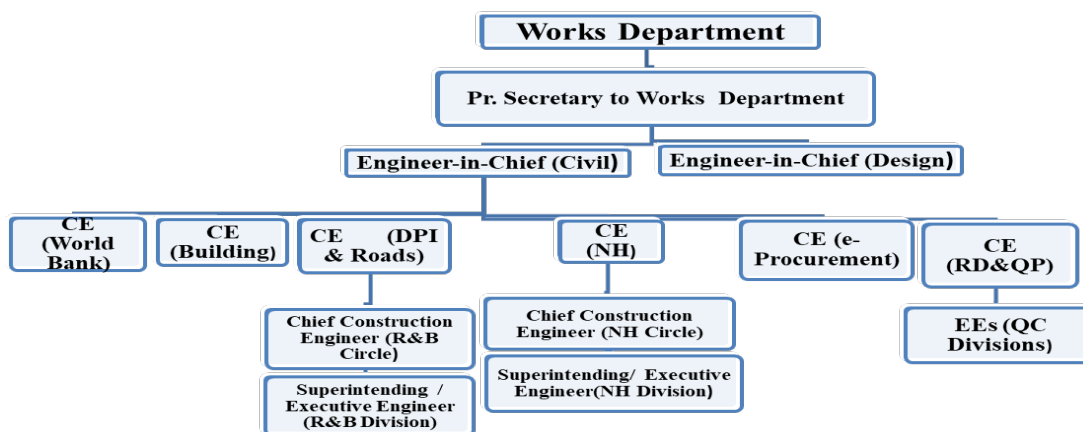 Works Department
Pr. Secretary to Works Department
Engineer-in-Chief (Civil)
Engineer-in-Chief (Design)
CE
(World
Bank)
CE
(Building)
CE (DPI
& Roads)
CE
(NH)
CE (e-
Procurement)
CE
(RD&QP)
Chief Construction
Engineer (R&B
Circle)
Chief Construction
Engineer (NH Circle)
EEs (QC
Divisions)
Superintending /
Executive Engineer
(R&B Division)
Superintending/ Executive
Engineer(NH Division)